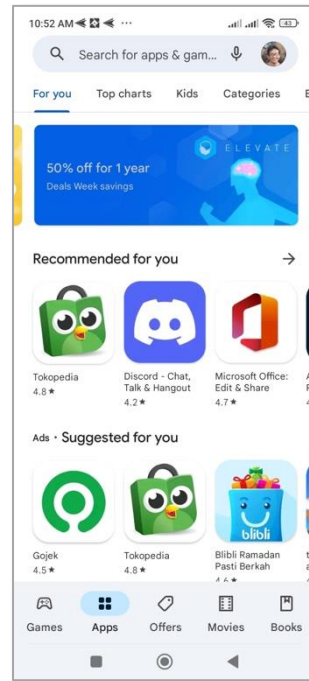 10:52 AM
43
Search for apps & gam...
For you Top charts Kids Categories
ELEVATE
50% off for 1 year
Deals Week savings
Recommended for you
Tokopedia
4.8 ★
Discord - Chat,
Talk & Hangout
4.2 ★
Microsoft Office:
Edit & Share
4.7 ★
Ads · Suggested for you
blibli
Gojek
4.5 ★
Tokopedia
4.8 ★
Blibli Ramadan
Pasti Berkah
4.6 ★
Games Apps Offers Movies Books